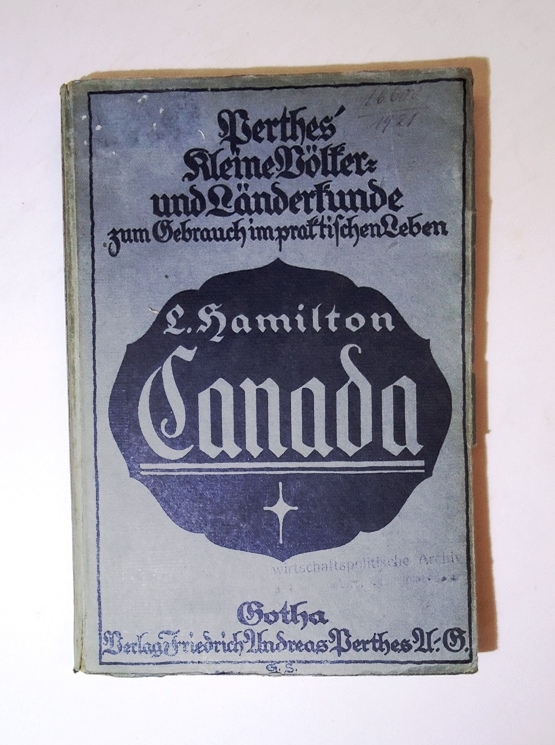 1921
Perthes'
Kleine Völker=
und Länderkunde
zum Gebrauch im praktischen Leben
L. Hamilton
Canada
wirtschaftspolitische Archiv
Gotha
Verlag Friedrich Andreas Perthes A. G.
G. S.